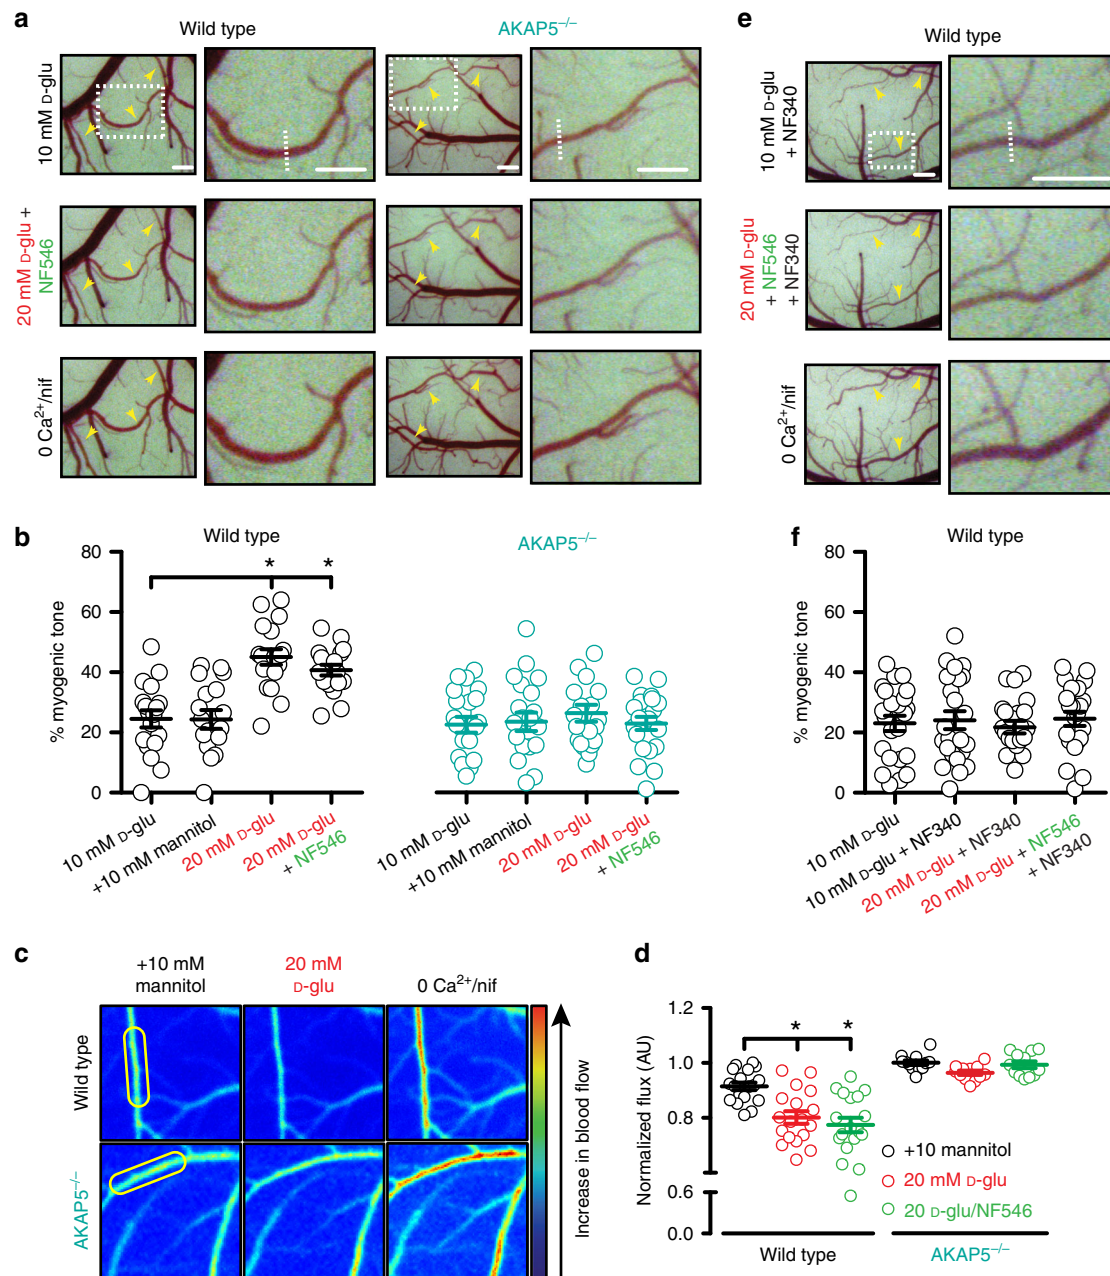 a
Wild type
AKAP5–/–
10 mM D-glu
20 mM D-glu +
NF546
0 Ca2+/nif
e
Wild type
10 mM D-glu
+ NF340
20 mM D-glu
+ NF546
+ NF340
0 Ca2+/nif
b
Wild type
AKAP5–/–
% myogenic tone
80
60
40
20
0
*
*
10 mM D-glu
+10 mM mannitol
20 mM D-glu
20 mM D-glu
+ NF546
10 mM D-glu
+10 mM mannitol
20 mM D-glu
20 mM D-glu
+ NF546
f
Wild type
% myogenic tone
80
60
40
20
0
10 mM D-glu
10 mM D-glu + NF340
20 mM D-glu + NF340
20 mM D-glu + NF546
+ NF340
c
+10 mM
mannitol
20 mM
D-glu
0 Ca2+/nif
Wild type
AKAP5–/–
Increase in blood flow
d
Normalized flux (AU)
1.2
1.0
0.8
0.6
0.0
*
*
+10 mannitol
20 mM D-glu
20 D-glu/NF546
Wild type
AKAP5–/–